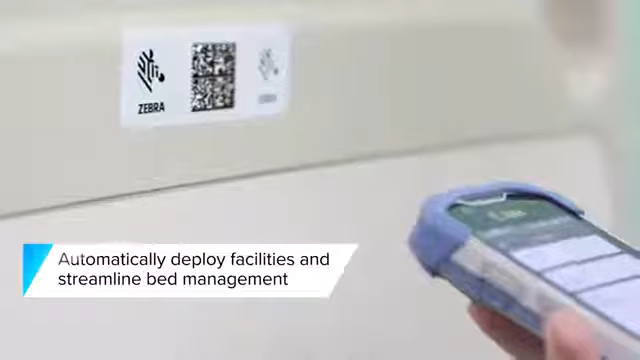 ZEBRA
Automatically deploy facilities and
streamline bed management